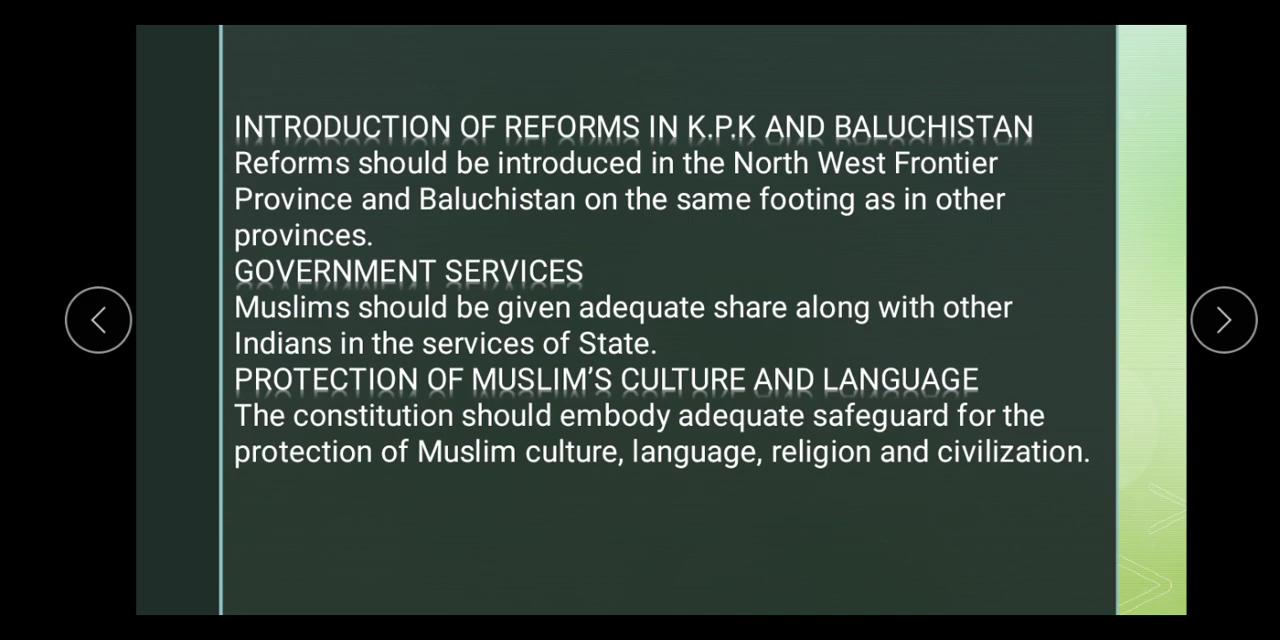 INTRODUCTION OF REFORMS IN K.P.K AND BALUCHISTAN
Reforms should be introduced in the North West Frontier
Province and Baluchistan on the same footing as in other
provinces.
GOVERNMENT SERVICES
Muslims should be given adequate share along with other
Indians in the services of State.
PROTECTION OF MUSLIM’S CULTURE AND LANGUAGE
The constitution should embody adequate safeguard for the
protection of Muslim culture, language, religion and civilization.